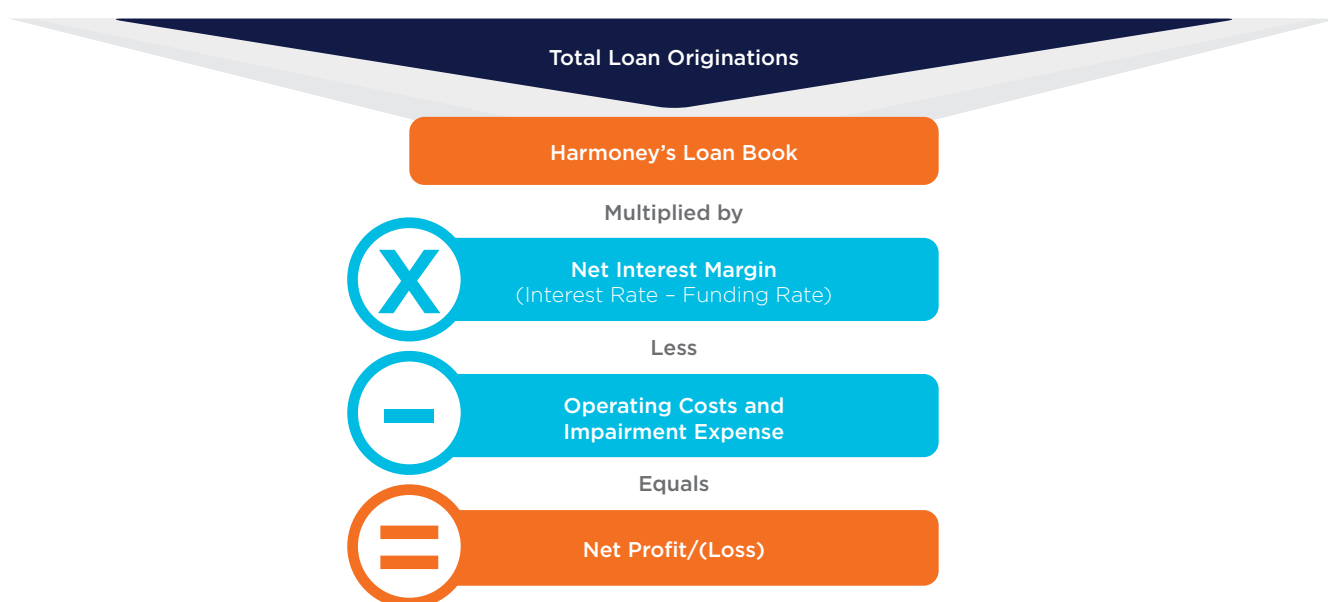 Total Loan Originations
Harmoney’s Loan Book
Multiplied by
X
Net Interest Margin
(Interest Rate – Funding Rate)
Less
–
Operating Costs and
Impairment Expense
Equals
=
Net Profit/(Loss)